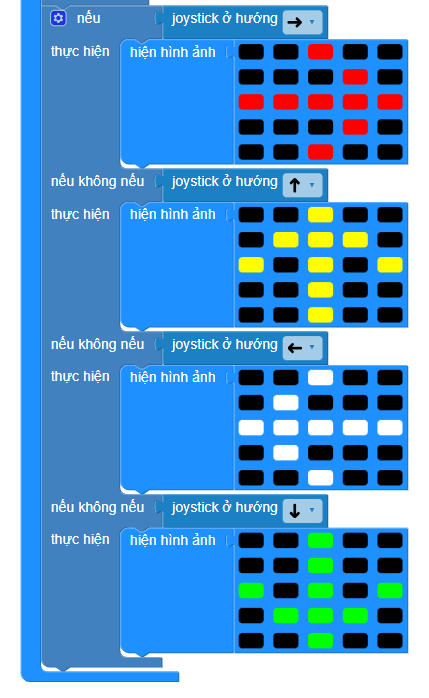 nếu joystick ở hướng →
thực hiện hiện hình ảnh
nếu không nếu joystick ở hướng ↑
thực hiện hiện hình ảnh
nếu không nếu joystick ở hướng ←
thực hiện hiện hình ảnh
nếu không nếu joystick ở hướng ↓
thực hiện hiện hình ảnh